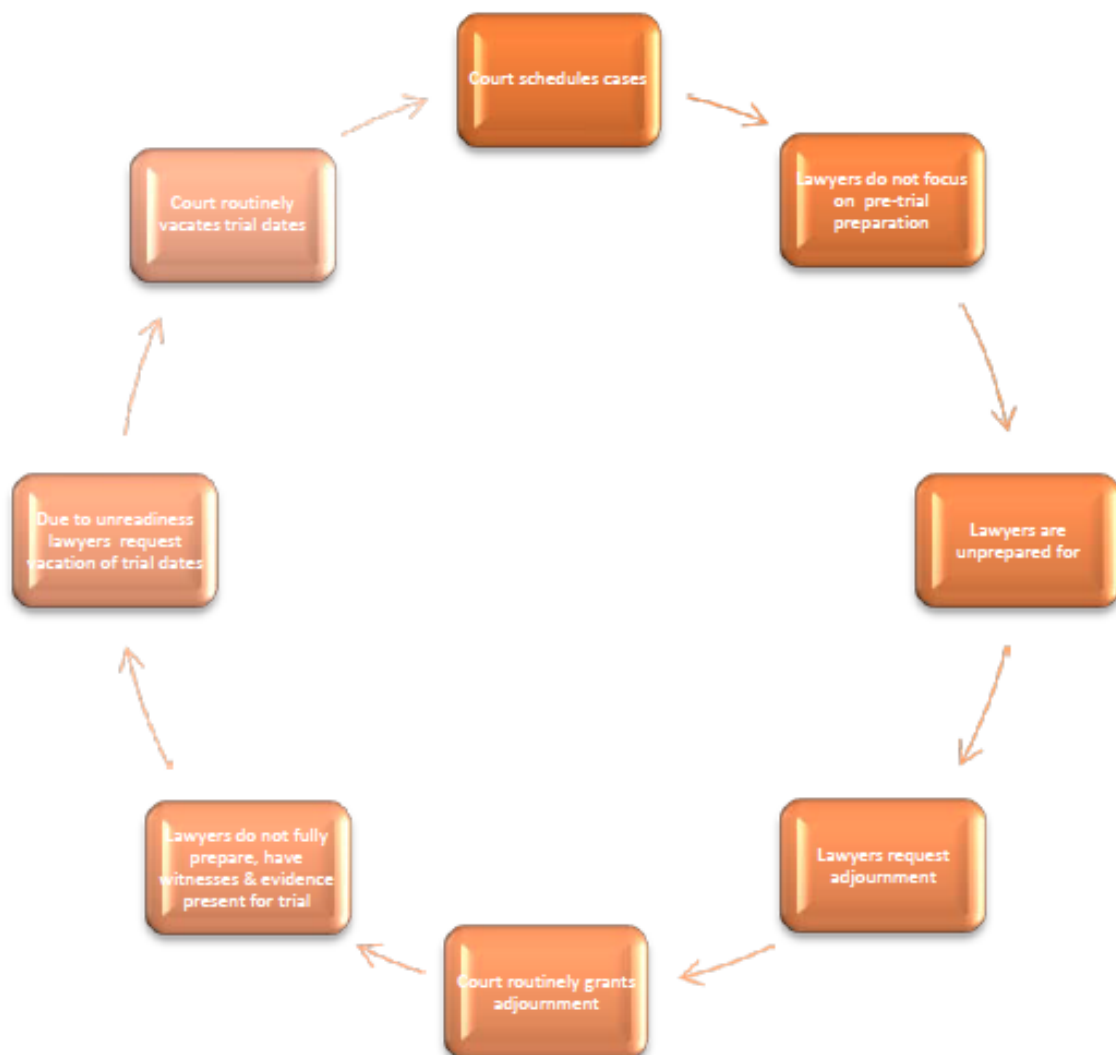 Court schedules cases
Lawyers do not focus
on pre-trial
preparation
Lawyers are
unprepared for
Lawyers request
adjournment
Court routinely grants
adjournment
Lawyers do not fully
prepare, have
witnesses & evidence
present for trial
Due to unreadiness
lawyers request
vacation of trial dates
Court routinely
vacates trial dates